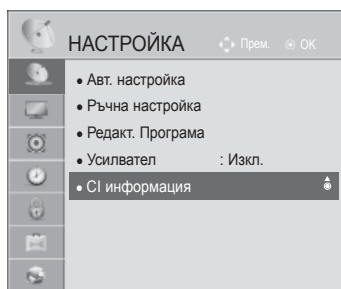 НАСТРОЙКА Прем. OK
• Авт. настройка
• Ръчна настройка
• Редакт. Програма
• Усилвател : Изкл.
• CI информация